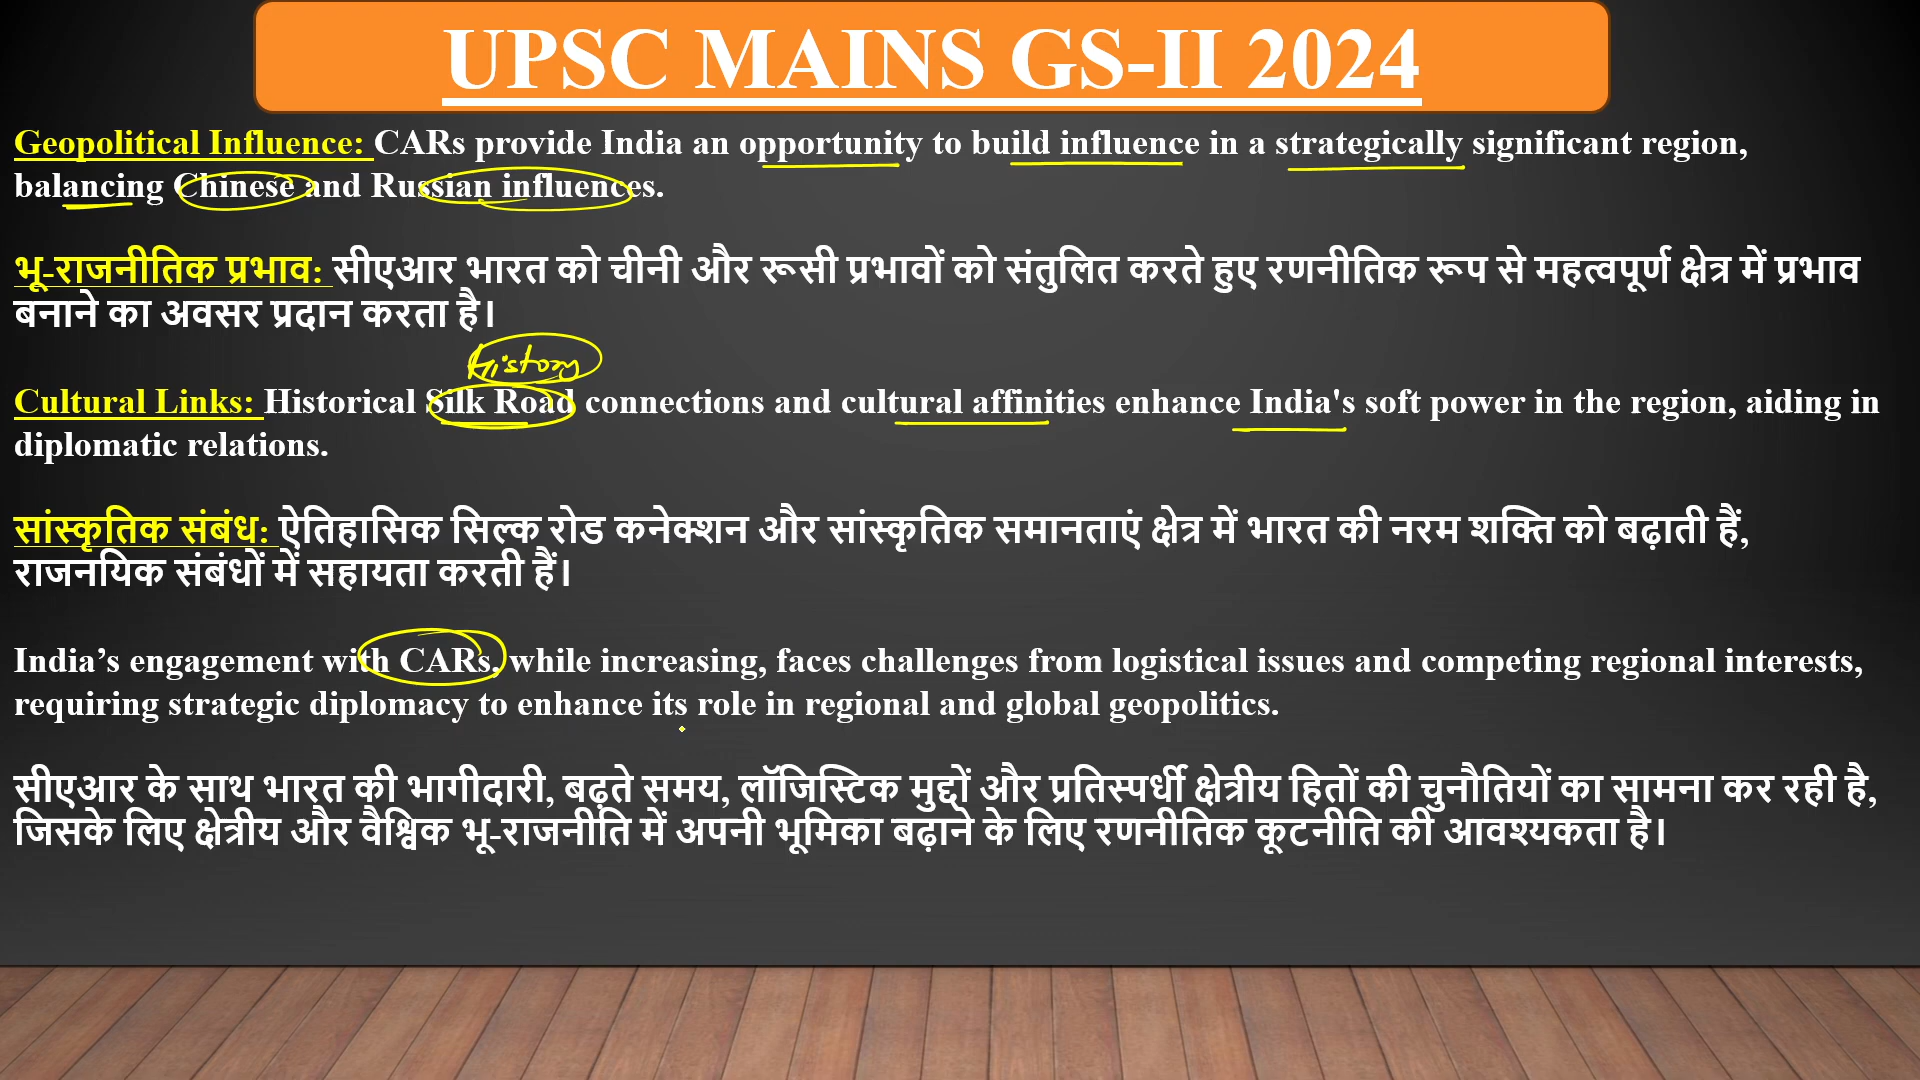 UPSC MAINS GS-II 2024
Geopolitical Influence: CARs provide India an opportunity to build influence in a strategically significant region,
balancing Chinese and Russian influences.
भू-राजनीतिक प्रभाव: सीएआर भारत को चीनी और रूसी प्रभावों को संतुलित करते हुए रणनीतिक रूप से महत्वपूर्ण क्षेत्र में प्रभाव
बनाने का अवसर प्रदान करता है।
History
Cultural Links: Historical Silk Road connections and cultural affinities enhance India's soft power in the region, aiding in
diplomatic relations.
सांस्कृतिक संबंध: ऐतिहासिक सिल्क रोड कनेक्शन और सांस्कृतिक समानताएं क्षेत्र में भारत की नरम शक्ति को बढ़ाती हैं,
राजनयिक संबंधों में सहायता करती हैं।
India’s engagement with CARs, while increasing, faces challenges from logistical issues and competing regional interests,
requiring strategic diplomacy to enhance its role in regional and global geopolitics.
सीएआर के साथ भारत की भागीदारी, बढ़ते समय, लॉजिस्टिक मुद्दों और प्रतिस्पर्धी क्षेत्रीय हितों की चुनौतियों का सामना कर रही है,
जिसके लिए क्षेत्रीय और वैश्विक भू-राजनीति में अपनी भूमिका बढ़ाने के लिए रणनीतिक कूटनीति की आवश्यकता है।